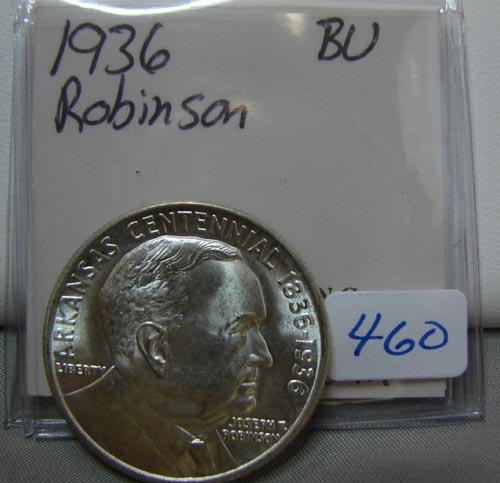 1936 BU
Robinson
ARKANSAS CENTENNIAL 1836-1936
LIBERTY
JOSEPH T.
ROBINSON
460